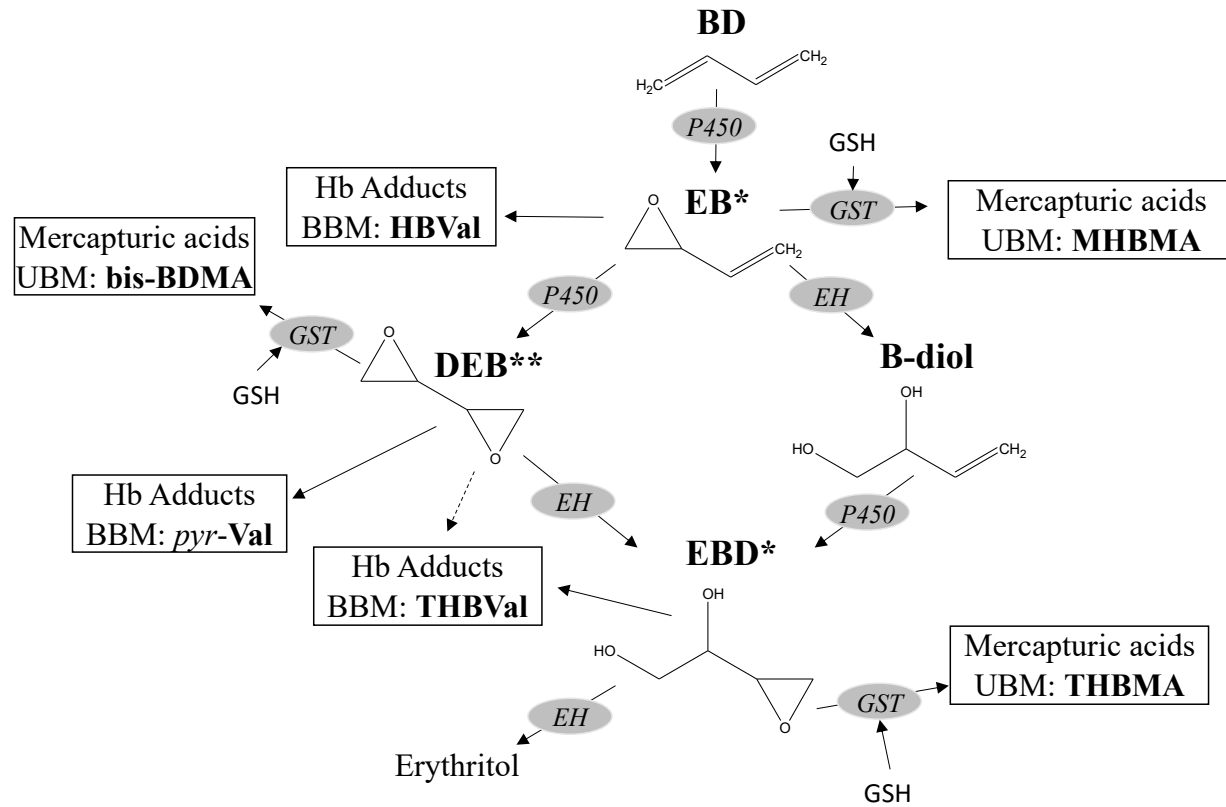 BD
H₂C
CH₂
P450
GSH
Hb Adducts
BBM: HBVal
EB*
O
GST
Mercapturic acids
UBM: MHBMA
CH₂
Mercapturic acids
UBM: bis-BDMA
P450
EH
GST
GSH
O
DEB**
O
B-diol
OH
HO
CH₂
Hb Adducts
BBM: pyr-Val
EH
P450
Hb Adducts
BBM: THBVal
EBD*
OH
HO
O
GST
Mercapturic acids
UBM: THBMA
EH
Erythritol
GSH